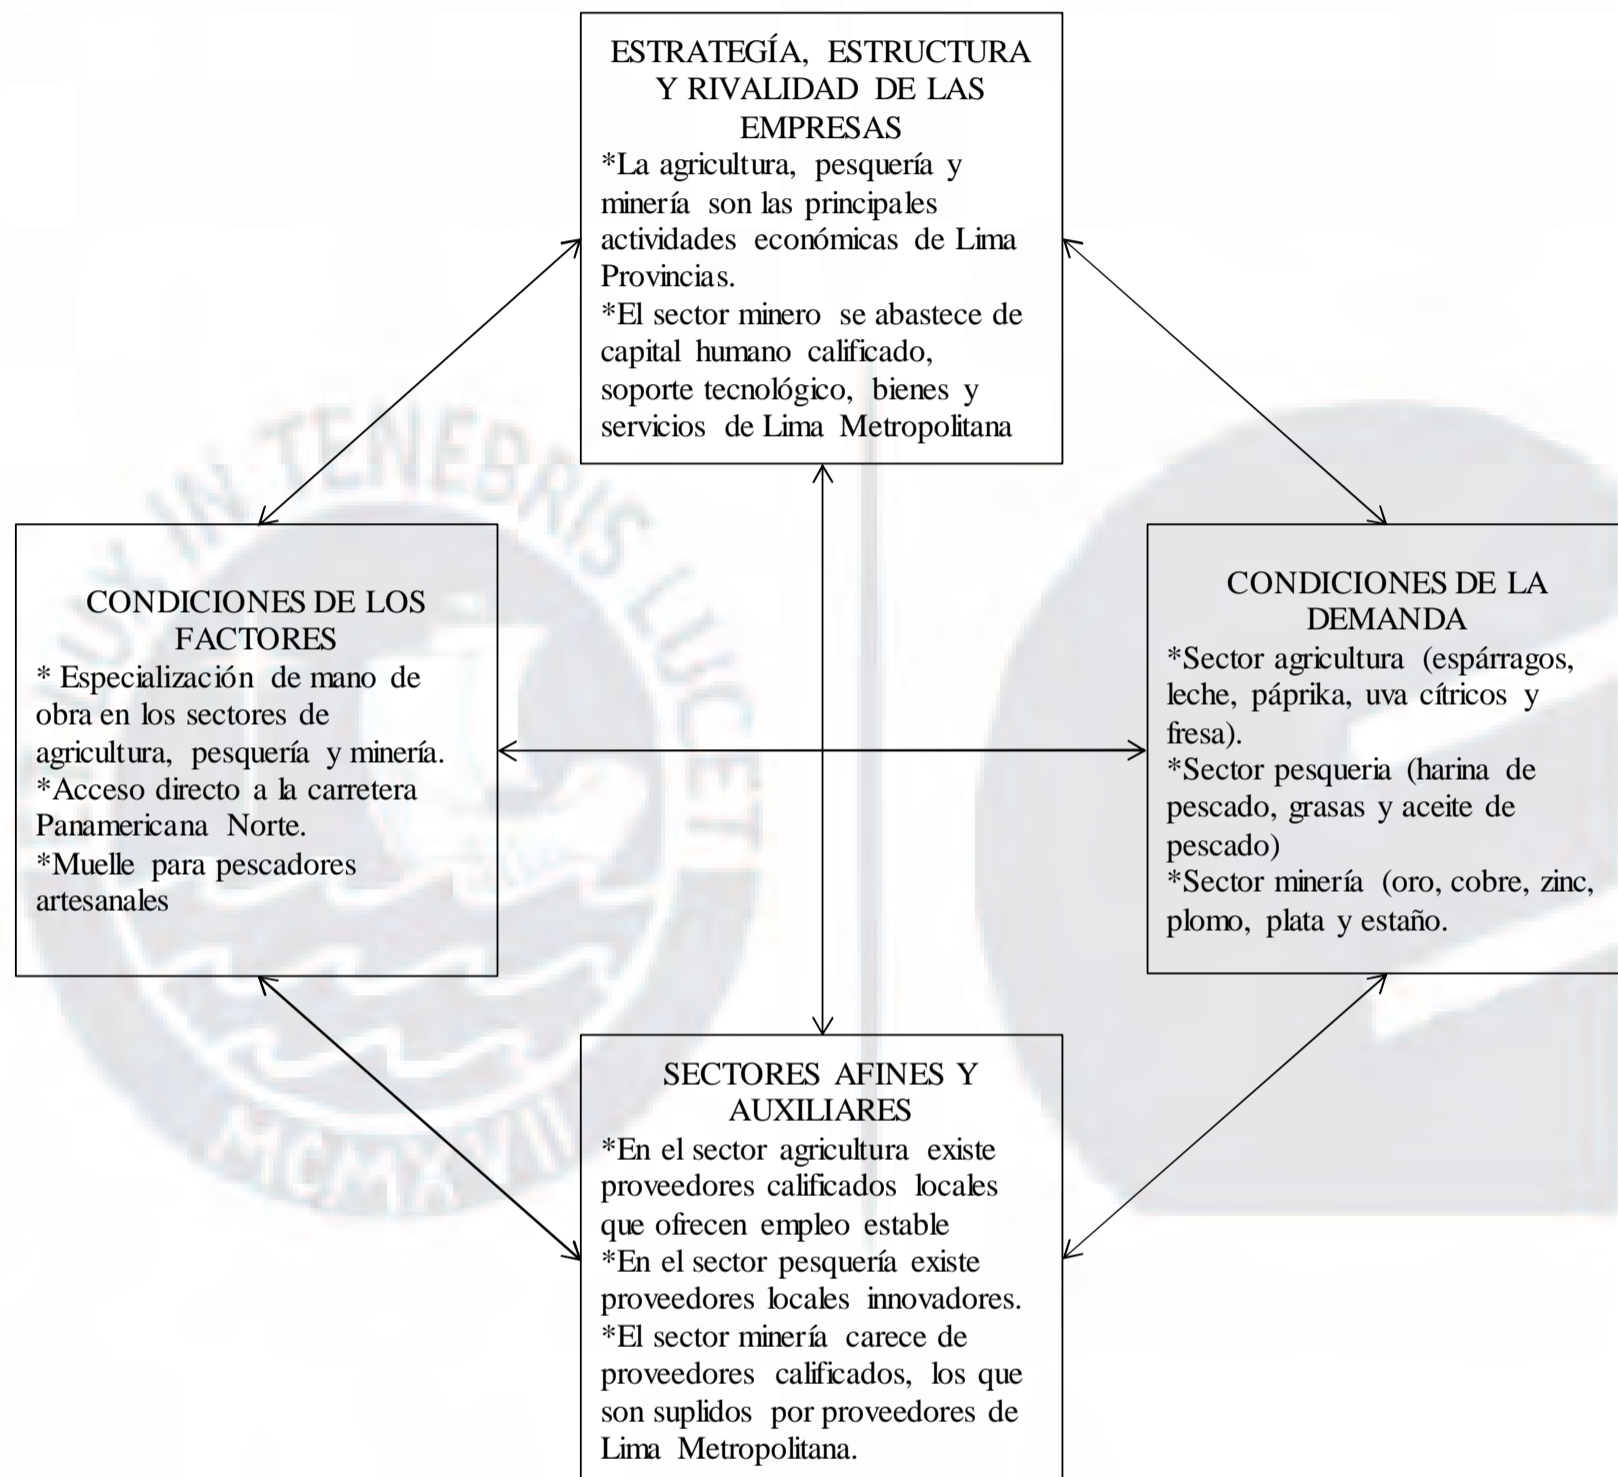 ESTRATEGÍA, ESTRUCTURA
Y RIVALIDAD DE LAS
EMPRESAS
*La agricultura, pesquería y
minería son las principales
actividades económicas de Lima
Provincias.
*El sector minero se abastece de
capital humano calificado,
soporte tecnológico, bienes y
servicios de Lima Metropolitana
CONDICIONES DE LOS
FACTORES
* Especialización de mano de
obra en los sectores de
agricultura, pesquería y minería.
*Acceso directo a la carretera
Panamericana Norte.
*Muelle para pescadores
artesanales
CONDICIONES DE LA
DEMANDA
*Sector agricultura (espárragos,
leche, páprika, uva cítricos y
fresa).
*Sector pesqueria (harina de
pescado, grasas y aceite de
pescado)
*Sector minería (oro, cobre, zinc,
plomo, plata y estaño.
SECTORES AFINES Y
AUXILIARES
*En el sector agricultura existe
proveedores calificados locales
que ofrecen empleo estable
*En el sector pesquería existe
proveedores locales innovadores.
*El sector minería carece de
proveedores calificados, los que
son suplidos por proveedores de
Lima Metropolitana.
ET LUX IN TENEBRIS LUCET
MCMXVII